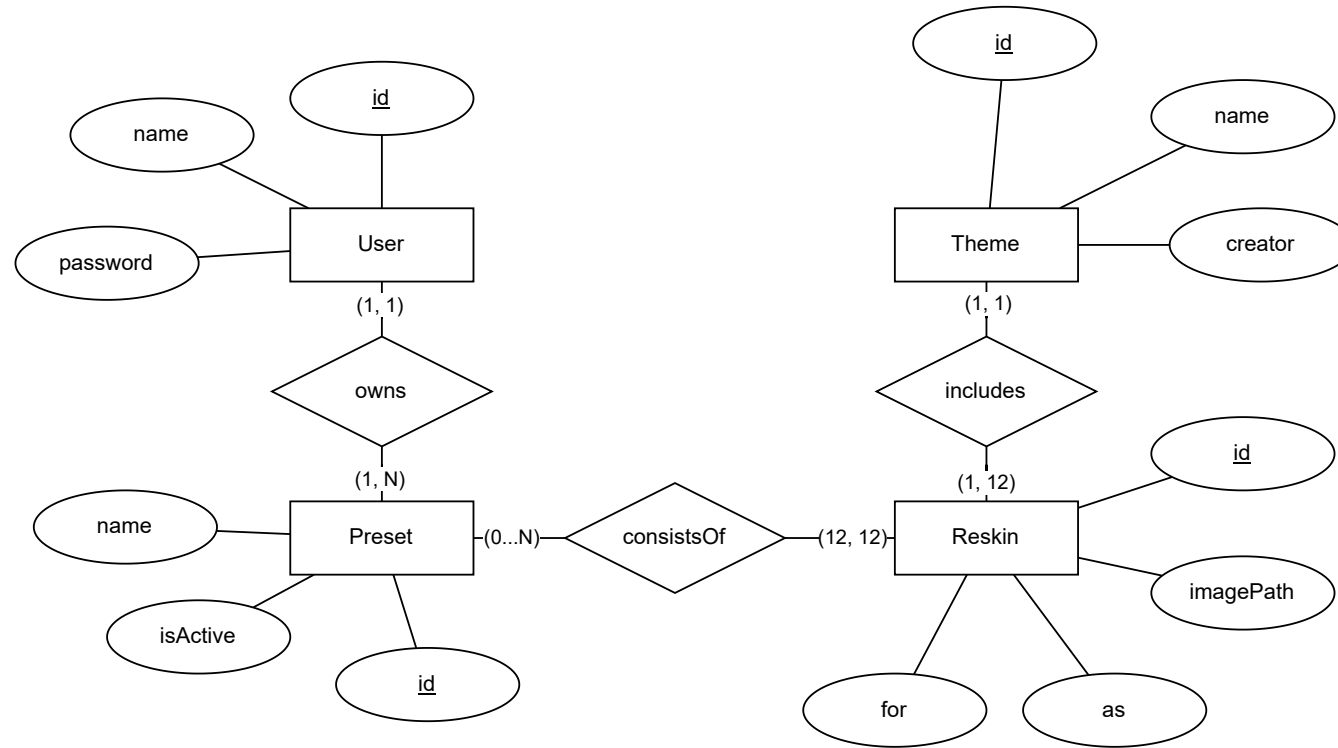 id
id
name
name
User
Theme
creator
password
(1, 1)
(1, 1)
owns
includes
id
(1, N)
(1, 12)
name
Preset
(0...N)
consistsOf
(12, 12)
Reskin
imagePath
isActive
id
for
as